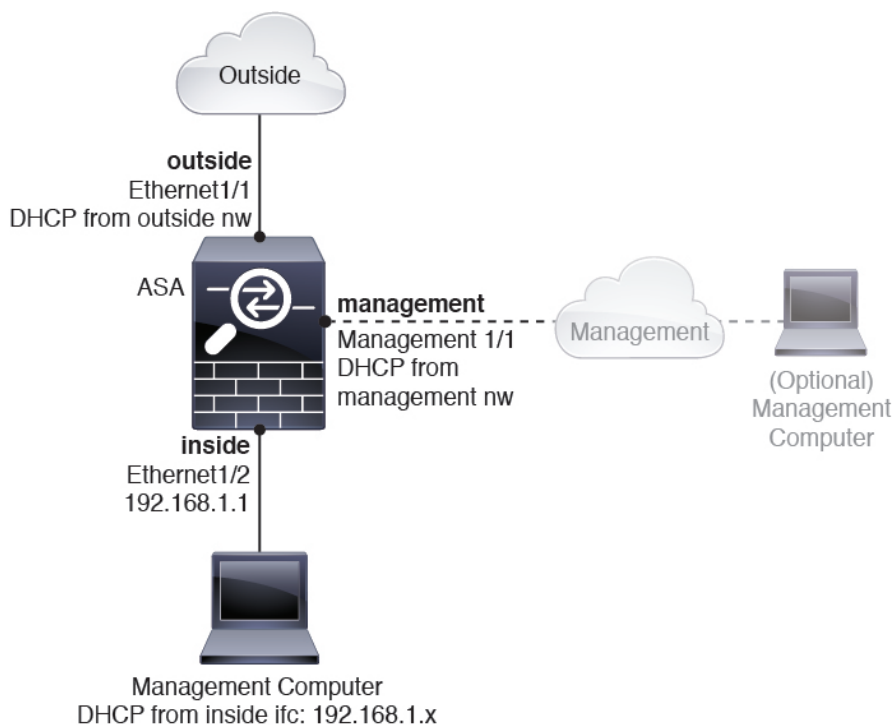 Outside
outside
Ethernet1/1
DHCP from outside nw
ASA
management
Management 1/1
DHCP from
management nw
Management
(Optional)
Management
Computer
inside
Ethernet1/2
192.168.1.1
Management Computer
DHCP from inside ifc: 192.168.1.x